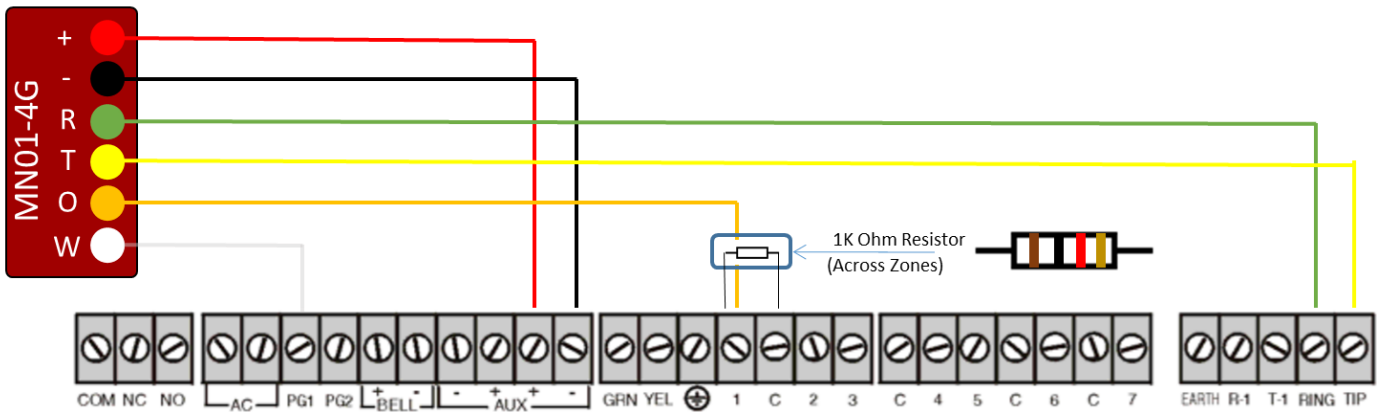 MN01-4G
+
-
R
T
O
W
1K Ohm Resistor
(Across Zones)
COM NC NO
AC PG1 PG2 + BELL - - + AUX + -
GRN YEL 1 C 2 3
C 4 5 C 6 C 7
EARTH R-1 T-1 RING TIP